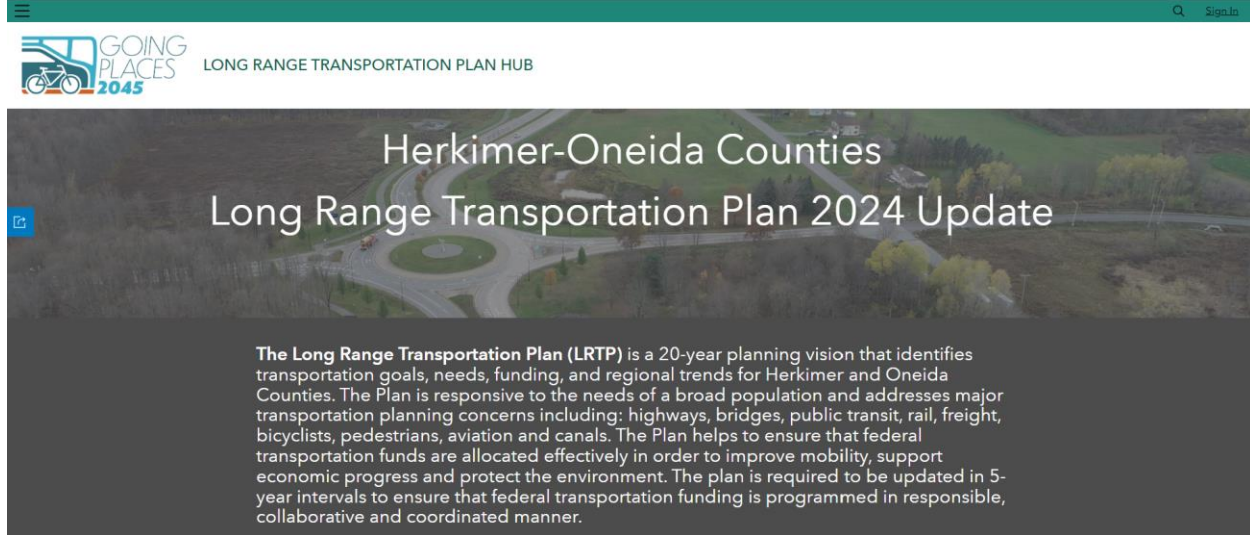 Sign In
GOING
PLACES
2045
LONG RANGE TRANSPORTATION PLAN HUB
Herkimer-Oneida Counties
Long Range Transportation Plan 2024 Update
The Long Range Transportation Plan (LRTP) is a 20-year planning vision that identifies
transportation goals, needs, funding, and regional trends for Herkimer and Oneida
Counties. The Plan is responsive to the needs of a broad population and addresses major
transportation planning concerns including: highways, bridges, public transit, rail, freight,
bicyclists, pedestrians, aviation and canals. The Plan helps to ensure that federal
transportation funds are allocated effectively in order to improve mobility, support
economic progress and protect the environment. The plan is required to be updated in 5-
year intervals to ensure that federal transportation funding is programmed in responsible,
collaborative and coordinated manner.